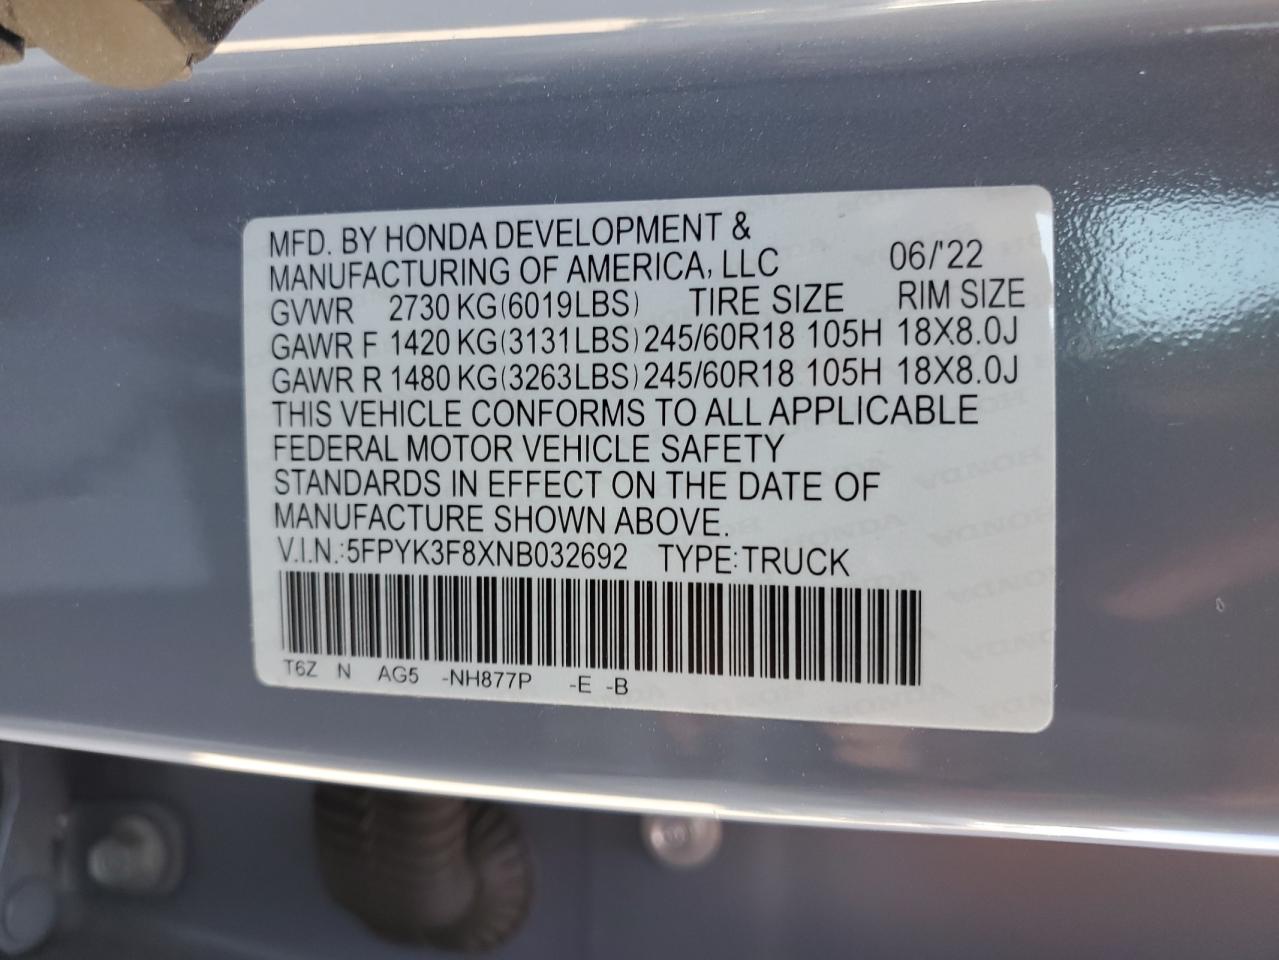 MFD. BY HONDA DEVELOPMENT &
MANUFACTURING OF AMERICA, LLC 06/'22
GVWR 2730 KG(6019LBS) TIRE SIZE RIM SIZE
GAWR F 1420 KG(3131LBS)245/60R18 105H 18X8.0J
GAWR R 1480 KG(3263LBS)245/60R18 105H 18X8.0J
THIS VEHICLE CONFORMS TO ALL APPLICABLE
FEDERAL MOTOR VEHICLE SAFETY
STANDARDS IN EFFECT ON THE DATE OF
MANUFACTURE SHOWN ABOVE.
V.I.N.:5FPYK3F8XNB032692 TYPE:TRUCK
T6Z N AG5 -NH877P -E -B